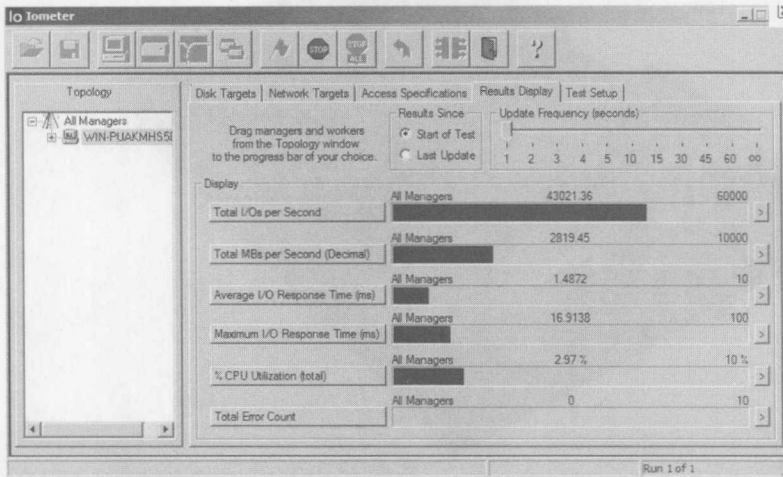 Iometer
STOP
STOP
ALL
?
Topology
All Managers
Disk Targets
Network Targets
Access Specifications
Results Display
Test Setup
Drag managers and workers
from the Topology window
to the progress bar of your choice.
Results Since
Start of Test
Last Update
Update Frequency (seconds)
1 2 3 4 5 10 15 30 45 60 oo
Display
All Managers 43021.36 60000
Total I/Os per Second >
All Managers 2819.45 10000
Total MBs per Second (Decimal) >
All Managers 1.4872 10
Average I/O Response Time (ms) >
All Managers 16.9138 100
Maximum I/O Response Time (ms) >
All Managers 2.97 % 10 %
% CPU Utilization (total) >
All Managers 0 10
Total Error Count >
Run 1 of 1